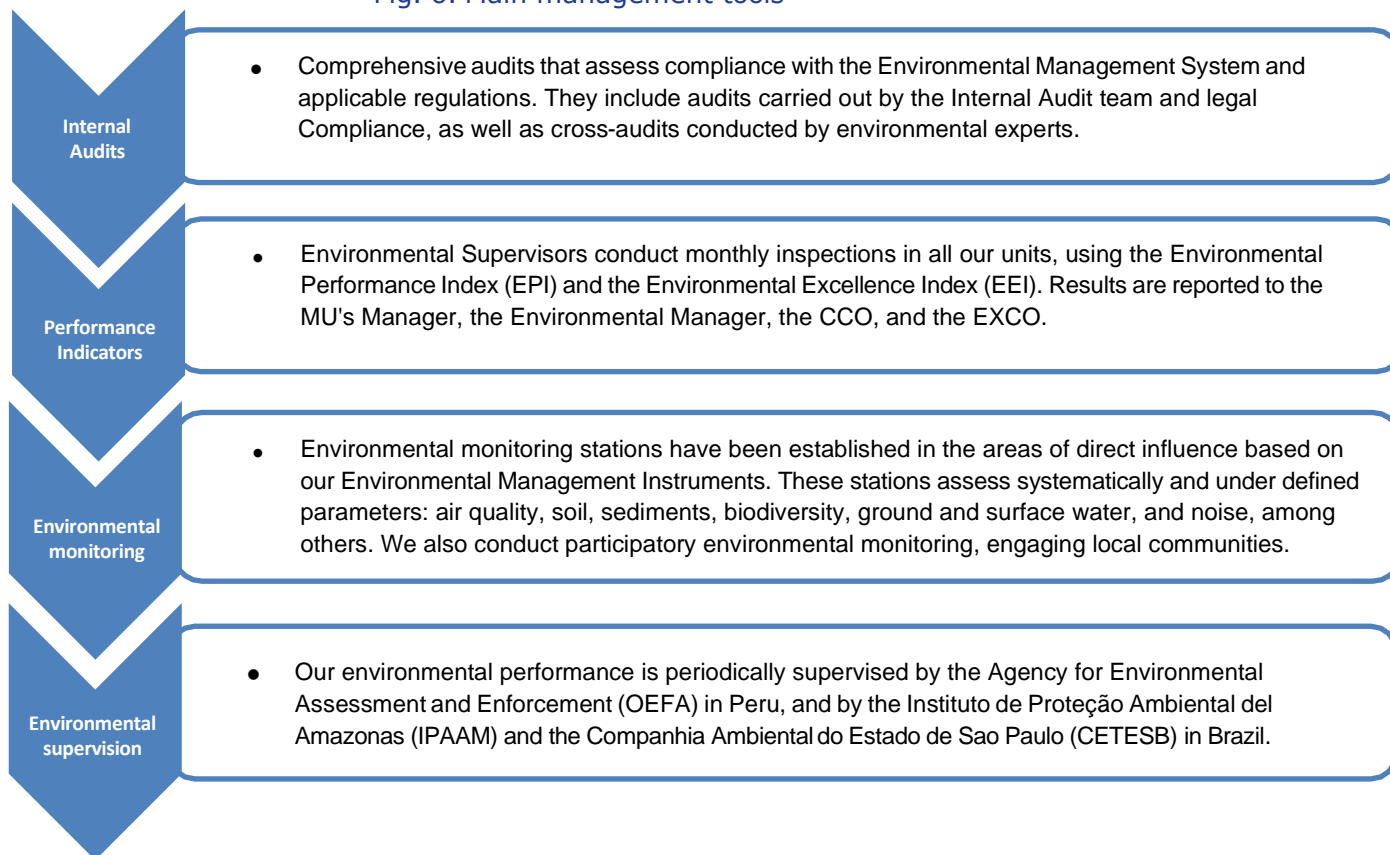 Fig. 6. Main management tools
Internal
Audits
● Comprehensive audits that assess compliance with the Environmental Management System and
applicable regulations. They include audits carried out by the Internal Audit team and legal
Compliance, as well as cross-audits conducted by environmental experts.
Performance
Indicators
● Environmental Supervisors conduct monthly inspections in all our units, using the Environmental
Performance Index (EPI) and the Environmental Excellence Index (EEI). Results are reported to the
MU's Manager, the Environmental Manager, the CCO, and the EXCO.
Environmental
monitoring
● Environmental monitoring stations have been established in the areas of direct influence based on
our Environmental Management Instruments. These stations assess systematically and under defined
parameters: air quality, soil, sediments, biodiversity, ground and surface water, and noise, among
others. We also conduct participatory environmental monitoring, engaging local communities.
Environmental
supervision
● Our environmental performance is periodically supervised by the Agency for Environmental
Assessment and Enforcement (OEFA) in Peru, and by the Instituto de Proteção Ambiental del
Amazonas (IPAAM) and the Companhia Ambiental do Estado de Sao Paulo (CETESB) in Brazil.